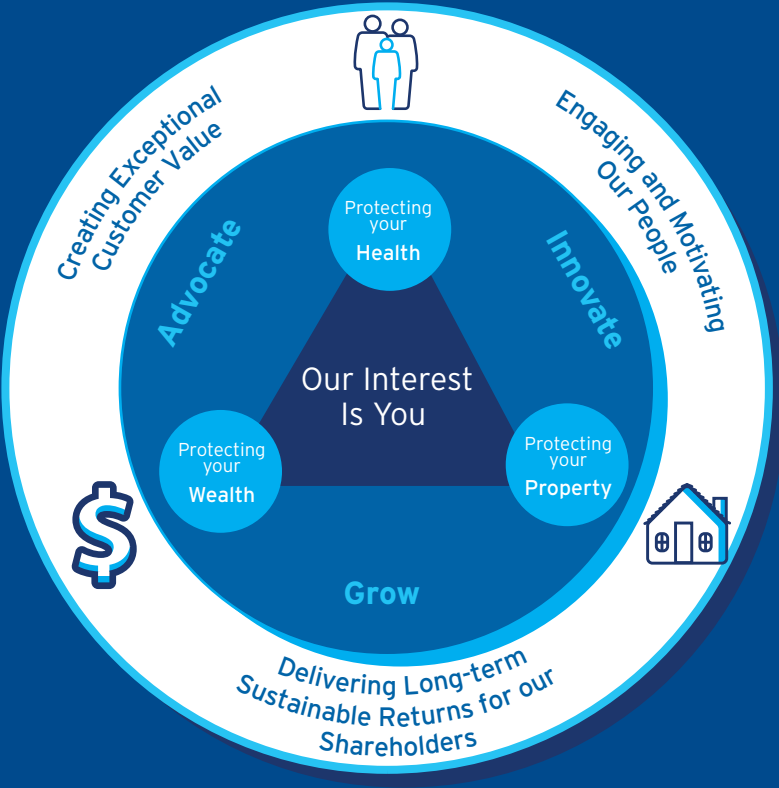 Creating Exceptional
Customer Value
Engaging and Motivating
Our People
Advocate
Innovate
Protecting
your
Health
Our Interest
Is You
Protecting
your
Wealth
Protecting
your
Property
Grow
Delivering Long-term
Sustainable Returns for our
Shareholders